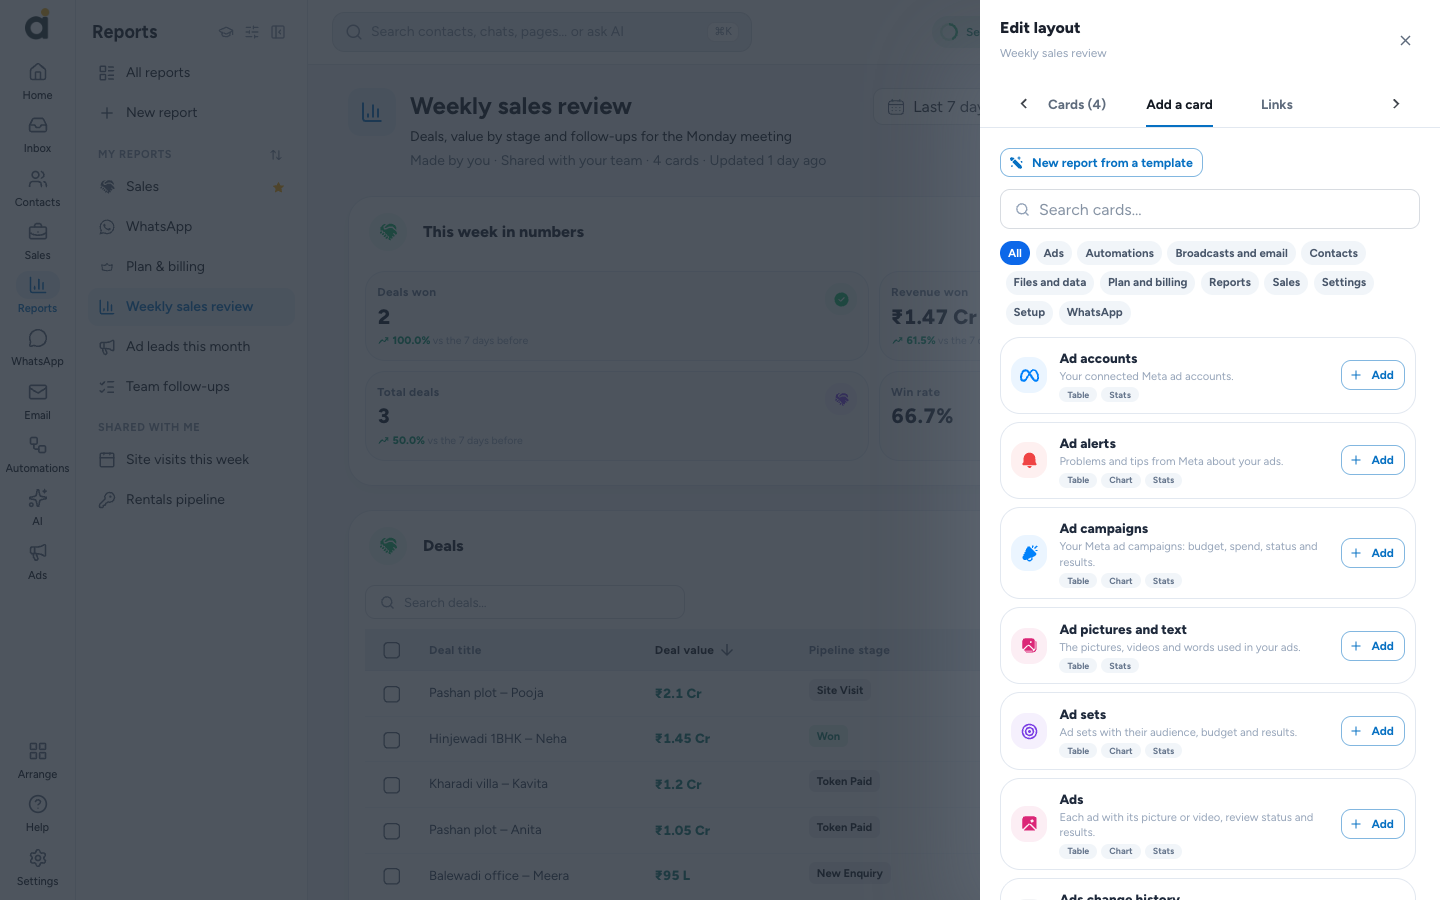 Reports
Home
Inbox
Contacts
Sales
Reports
WhatsApp
Email
Automations
AI
Ads
Arrange
Help
Settings
All reports
New report
MY REPORTS
Sales
WhatsApp
Plan & billing
Weekly sales review
Ad leads this month
Team follow-ups
SHARED WITH ME
Site visits this week
Rentals pipeline
Search contacts, chats, pages... or ask AI
⌘K
Weekly sales review
Last 7 day
Deals, value by stage and follow-ups for the Monday meeting
Made by you · Shared with your team · 4 cards · Updated 1 day ago
This week in numbers
Deals won
2
100.0% vs the 7 days before
Revenue won
₹1.47 Cr
61.5% vs the 7
Total deals
3
50.0% vs the 7 days before
Win rate
66.7%
Deals
Search deals...
Deal title Deal value Pipeline stage
Pashan plot – Pooja ₹2.1 Cr Site Visit
Hinjewadi 1BHK – Neha ₹1.45 Cr Won
Kharadi villa – Kavita ₹1.2 Cr Token Paid
Pashan plot – Anita ₹1.05 Cr Token Paid
Balewadi office – Meera ₹95 L New Enquiry
Edit layout
Weekly sales review
Cards (4) Add a card Links
New report from a template
Search cards...
All Ads Automations Broadcasts and email Contacts
Files and data Plan and billing Reports Sales Settings
Setup WhatsApp
Ad accounts
Your connected Meta ad accounts.
Table Stats
Add
Ad alerts
Problems and tips from Meta about your ads.
Table Chart Stats
Add
Ad campaigns
Your Meta ad campaigns: budget, spend, status and
results.
Table Chart Stats
Add
Ad pictures and text
The pictures, videos and words used in your ads.
Table Stats
Add
Ad sets
Ad sets with their audience, budget and results.
Table Chart Stats
Add
Ads
Each ad with its picture or video, review status and
results.
Table Chart Stats
Add
Ads change history